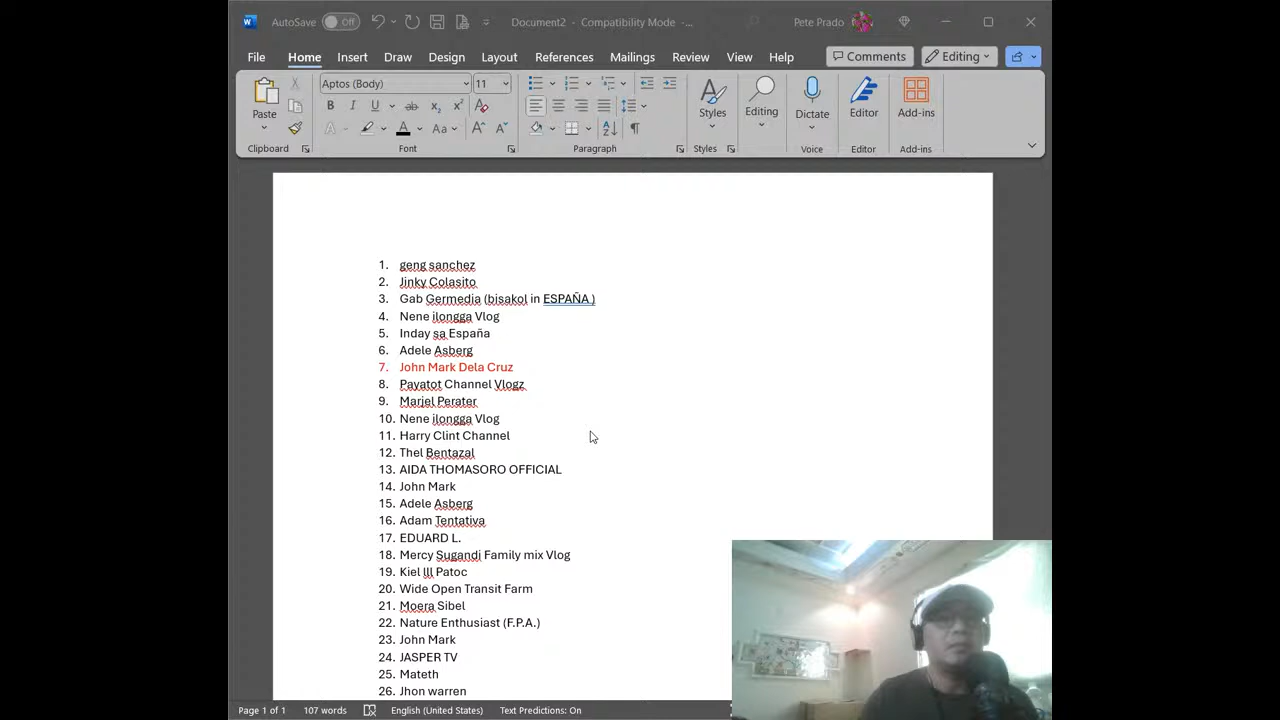 AutoSave Off Document2 - Compatibility Mode -... Pete Prado
File Home Insert Draw Design Layout References Mailings Review View Help Comments Editing
Aptos (Body) 11
Paste Styles Editing Dictate Editor Add-ins
Clipboard Font Paragraph Styles Voice Editor Add-ins
1. geng sanchez
2. Jinky Colasito
3. Gab Germedia (bisakol in ESPAÑA )
4. Nene ilongga Vlog
5. Inday sa España
6. Adele Asberg
7. John Mark Dela Cruz
8. Payatot Channel Vlogz
9. Marjel Perater
10. Nene ilongga Vlog
11. Harry Clint Channel
12. Thel Bentazal
13. AIDA THOMASORO OFFICIAL
14. John Mark
15. Adele Asberg
16. Adam Tentativa
17. EDUARD L.
18. Mercy Sugandi Family mix Vlog
19. Kiel lll Patoc
20. Wide Open Transit Farm
21. Moera Sibel
22. Nature Enthusiast (F.P.A.)
23. John Mark
24. JASPER TV
25. Mateth
26. Jhon warren
Page 1 of 1 107 words English (United States) Text Predictions: On